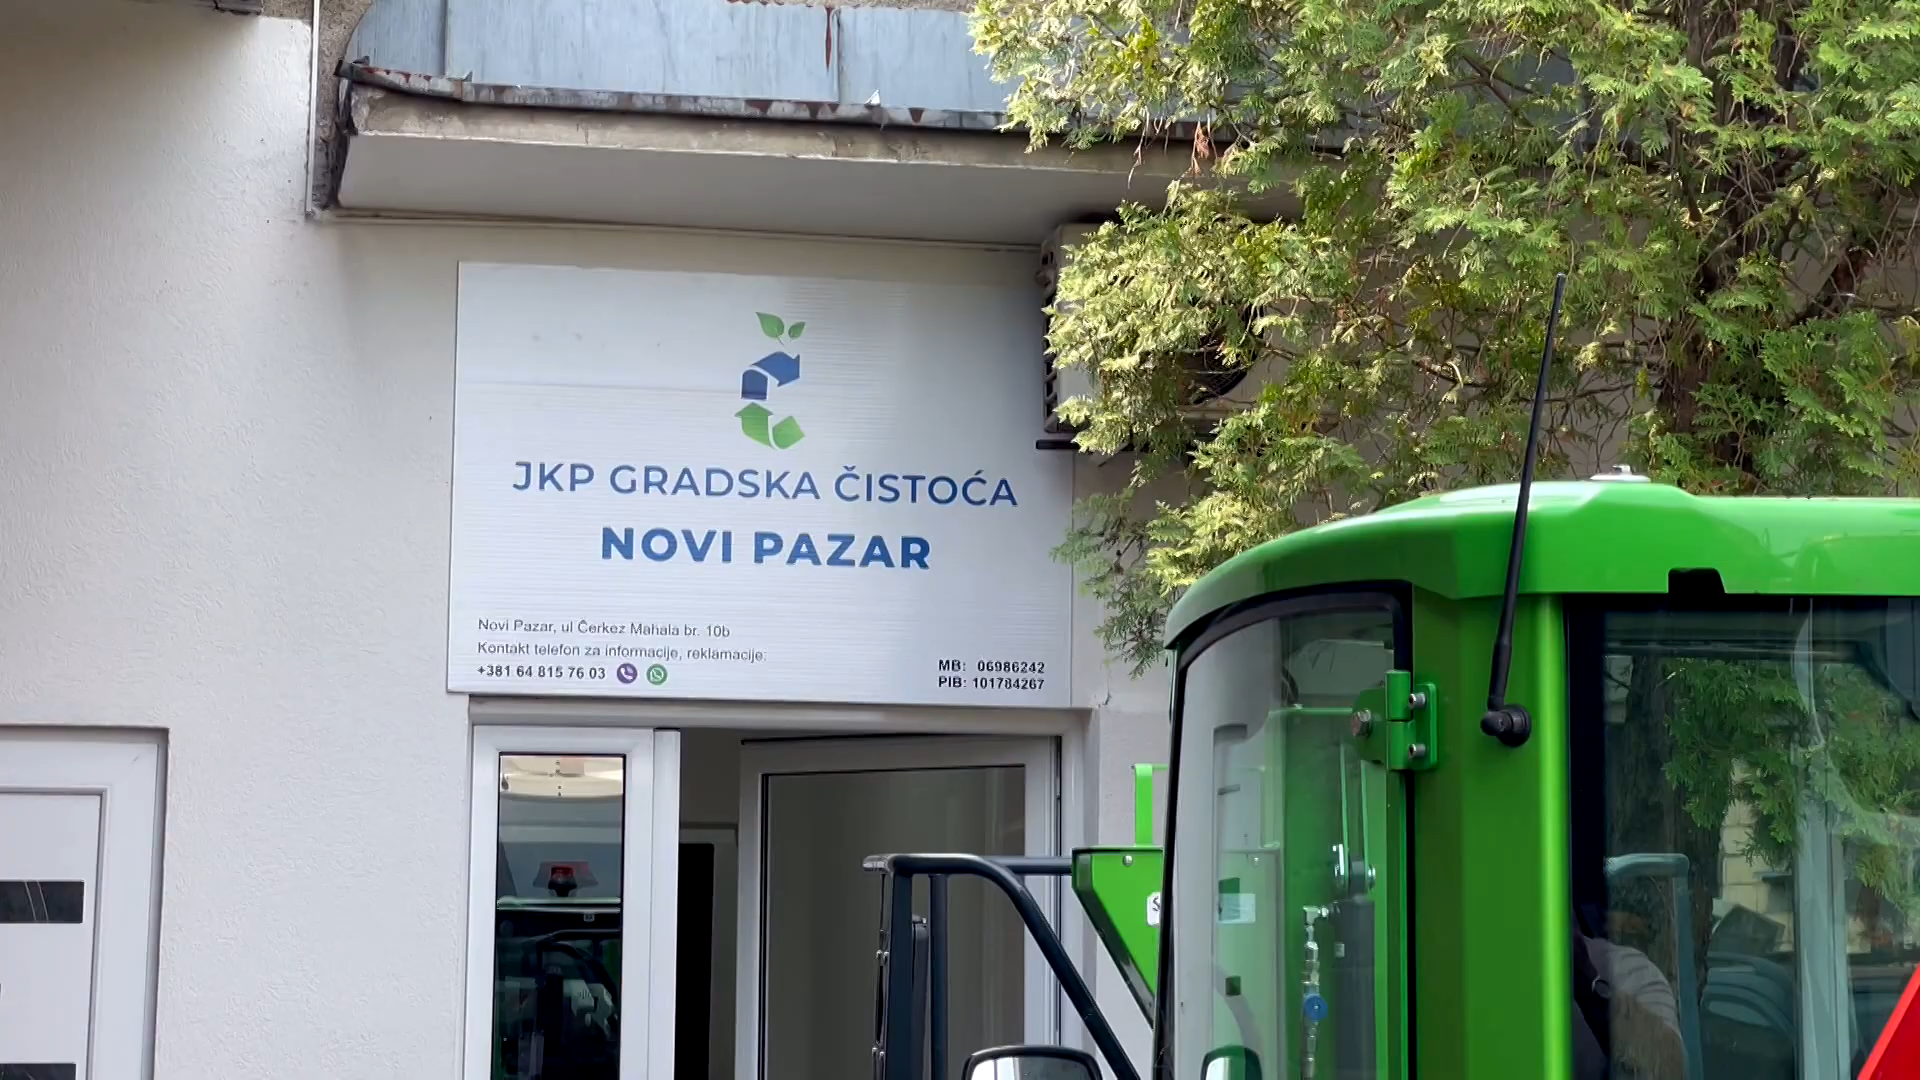 JKP GRADSKA ČISTOĆA
NOVI PAZAR
Novi Pazar, ul Čerkez Mahala br. 10b
Kontakt telefon za informacije, reklamacije:
+381 64 815 76 03
MB: 06986242
PIB: 101784267